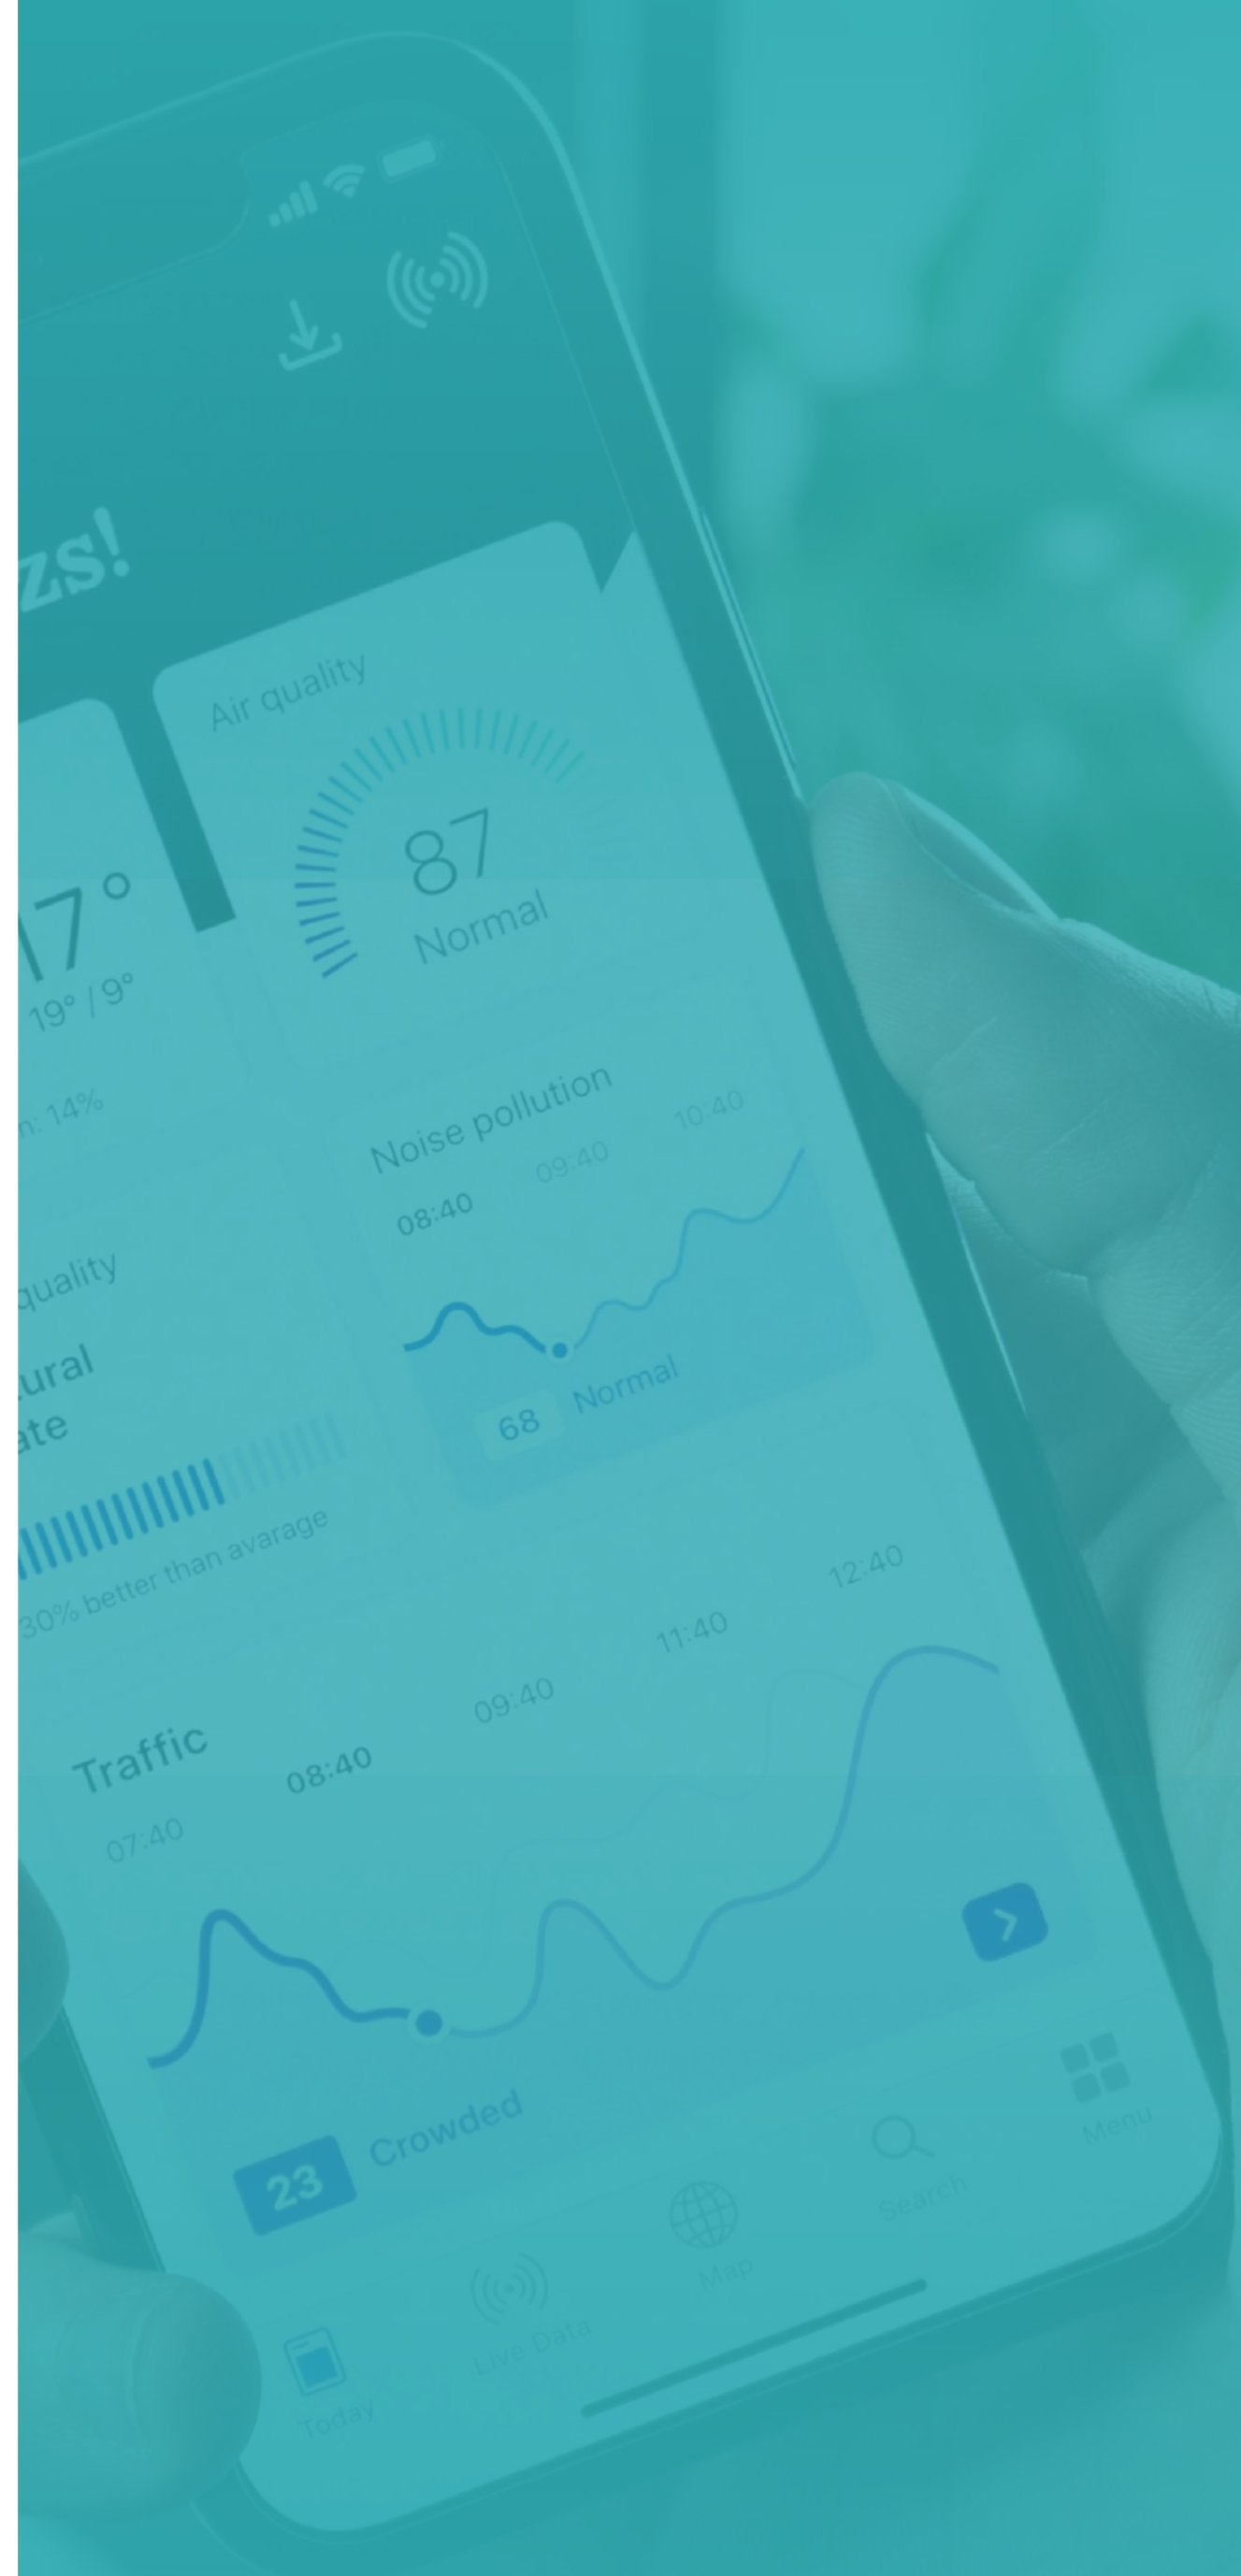 zs!
Air quality
87
Normal
17°
19° / 9°
n: 14%
Noise pollution
08:40 09:40 10:40
68 Normal
quality
tural
ate
30% better than avarage
Traffic
07:40 08:40 09:40 11:40 12:40
23 Crowded
Today Live Data Map Search Menu